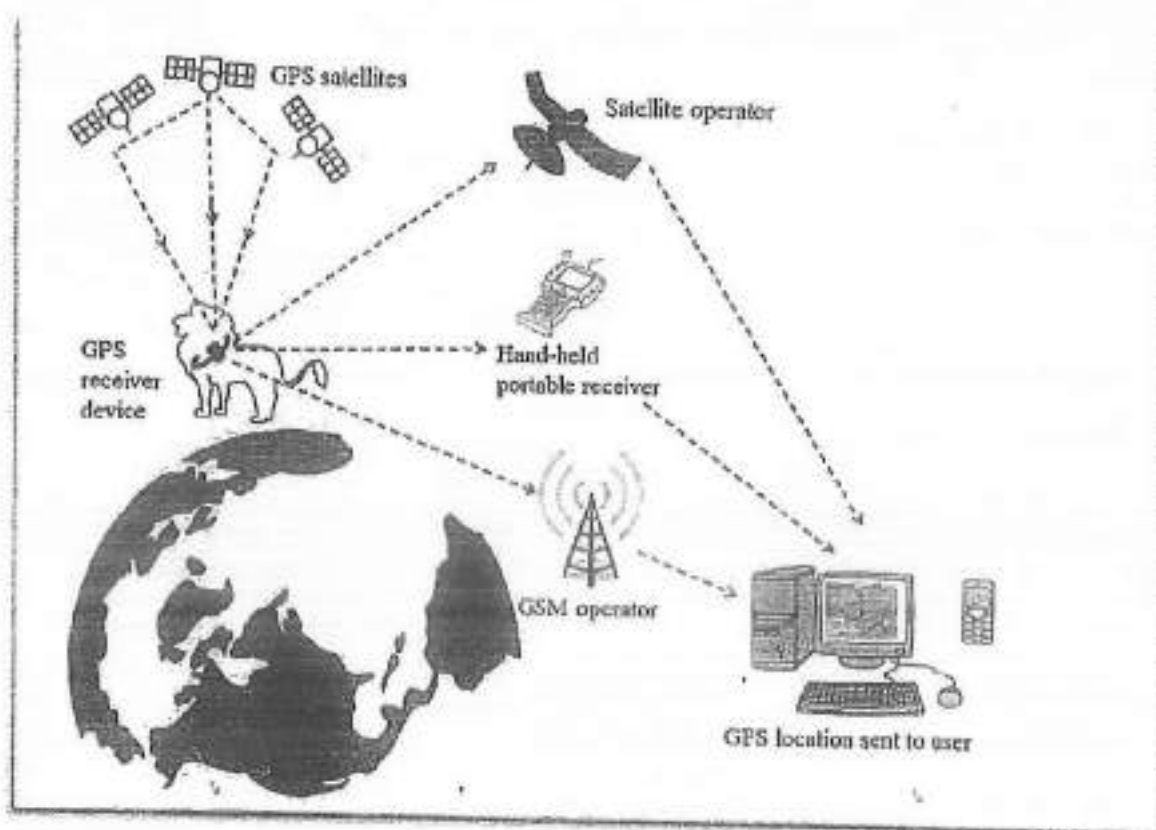 GPS satellites
Satellite operator
GPS
receiver
device
Hand-held
portable receiver
GSM operator
GPS location sent to user